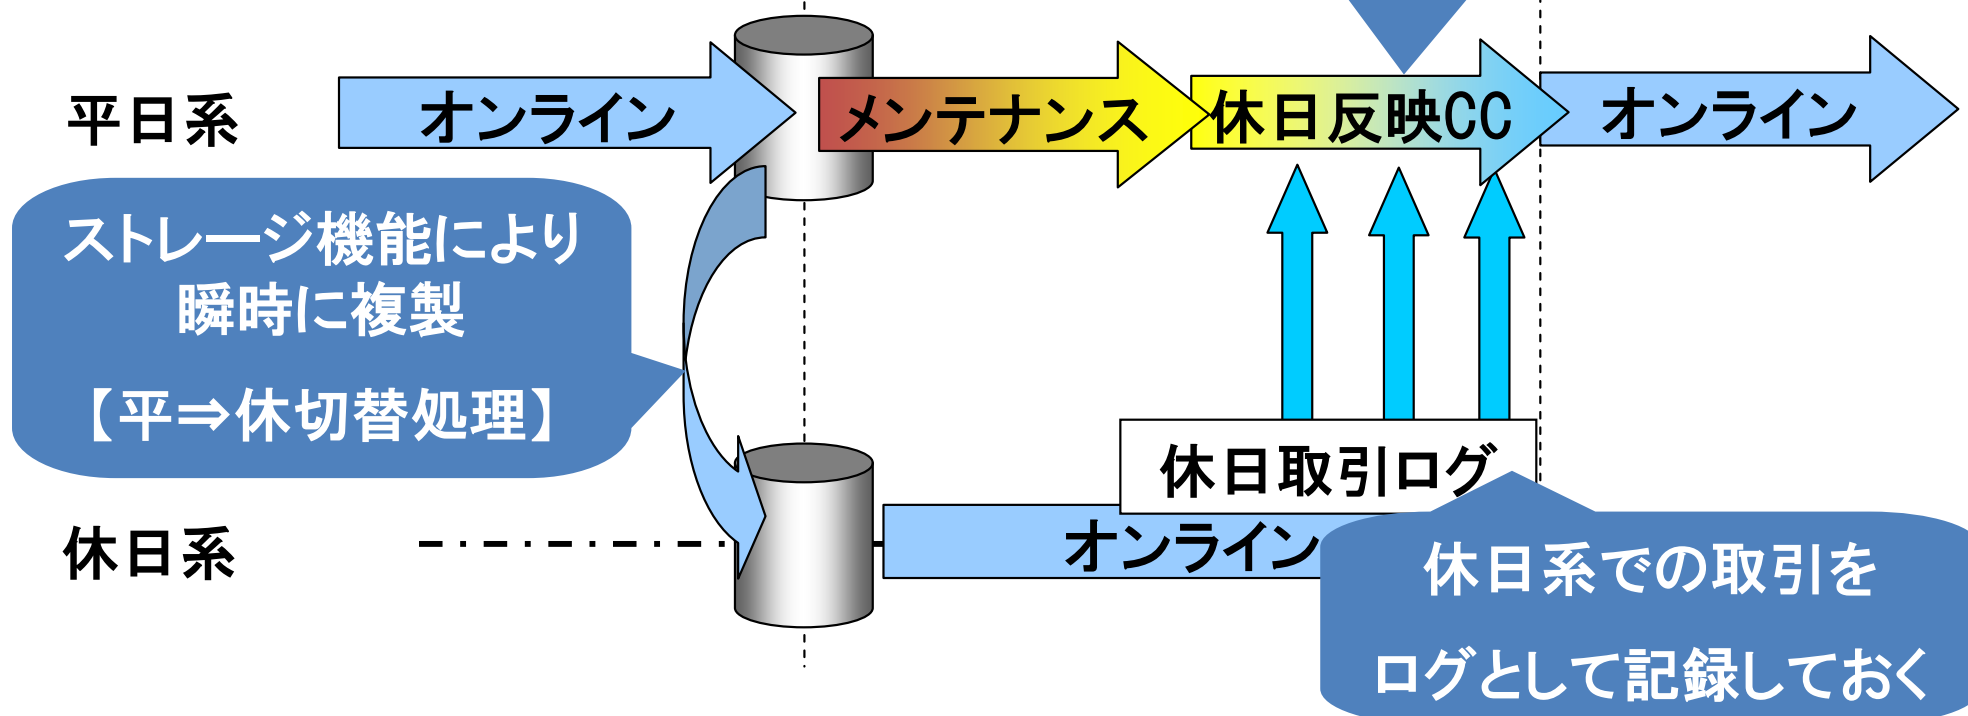 平日系
オンライン
メンテナンス
休日反映CC
オンライン
ストレージ機能により
瞬時に複製
【平⇒休切替処理】
休日取引ログ
休日系
オンライン
休日系での取引を
ログとして記録しておく